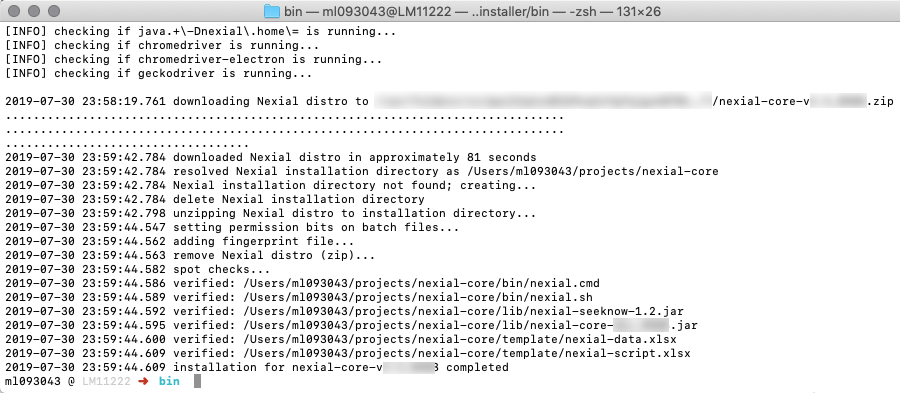 bin — ml093043@LM11222 — ..installer/bin — -zsh — 131×26
[INFO] checking if java.+\-Dnexial\.home\= is running...
[INFO] checking if chromedriver is running...
[INFO] checking if chromedriver-electron is running...
[INFO] checking if geckodriver is running...
2019-07-30 23:58:19.761 downloading Nexial distro to /nexial-core-v .zip
................................................................................
................................................................................
...................................
2019-07-30 23:59:42.784 downloaded Nexial distro in approximately 81 seconds
2019-07-30 23:59:42.784 resolved Nexial installation directory as /Users/ml093043/projects/nexial-core
2019-07-30 23:59:42.784 Nexial installation directory not found; creating...
2019-07-30 23:59:42.784 delete Nexial installation directory
2019-07-30 23:59:42.798 unzipping Nexial distro to installation directory...
2019-07-30 23:59:44.547 setting permission bits on batch files...
2019-07-30 23:59:44.562 adding fingerprint file...
2019-07-30 23:59:44.563 remove Nexial distro (zip)...
2019-07-30 23:59:44.582 spot checks...
2019-07-30 23:59:44.586 verified: /Users/ml093043/projects/nexial-core/bin/nexial.cmd
2019-07-30 23:59:44.589 verified: /Users/ml093043/projects/nexial-core/bin/nexial.sh
2019-07-30 23:59:44.592 verified: /Users/ml093043/projects/nexial-core/lib/nexial-seeknow-1.2.jar
2019-07-30 23:59:44.595 verified: /Users/ml093043/projects/nexial-core/lib/nexial-core- .jar
2019-07-30 23:59:44.600 verified: /Users/ml093043/projects/nexial-core/template/nexial-data.xlsx
2019-07-30 23:59:44.609 verified: /Users/ml093043/projects/nexial-core/template/nexial-script.xlsx
2019-07-30 23:59:44.609 installation for nexial-core-v completed
ml093043 @ LM11222 ➜ bin